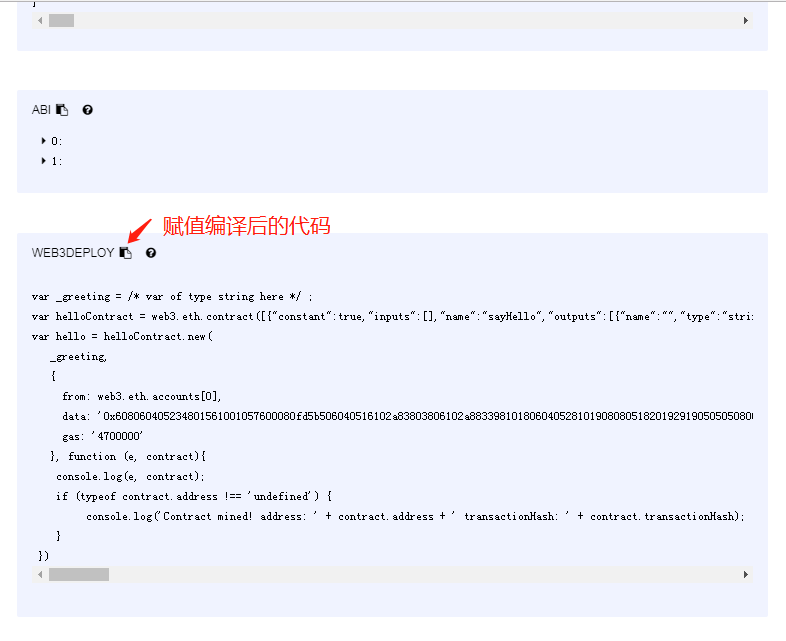 ]
ABI
0:
1:
赋值编译后的代码
WEB3DEPLOY
var _greeting = /* var of type string here */ ;
var helloContract = web3.eth.contract([{"constant":true,"inputs":[],"name":"sayHello","outputs":[{"name":"","type":"stri
var hello = helloContract.new(
_greeting,
{
from: web3.eth.accounts[0],
data: '0x608060405234801561001057600080fd5b506040516102a83803806102a8833981018060405281019080805182019291905050508
gas: '4700000'
}, function (e, contract){
console.log(e, contract);
if (typeof contract.address !== 'undefined') {
console.log('Contract mined! address: ' + contract.address + ' transactionHash: ' + contract.transactionHash);
}
})